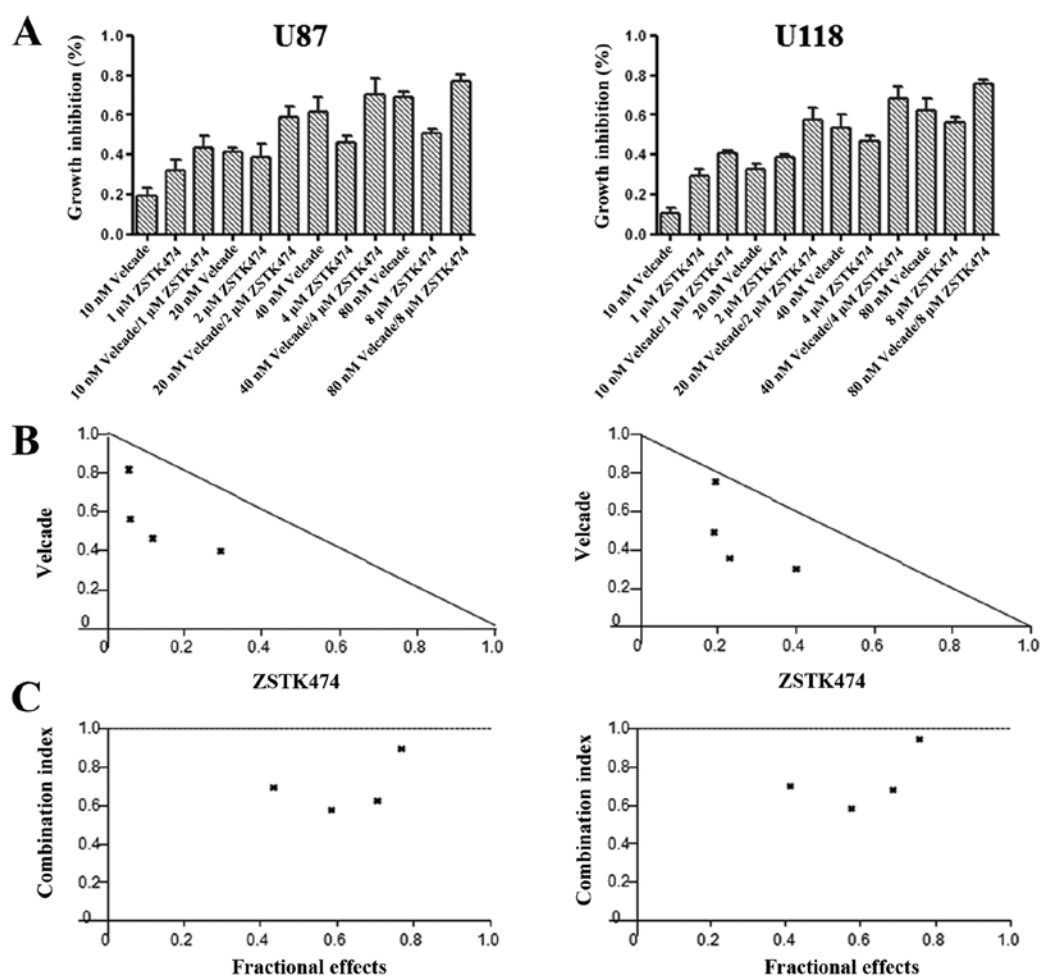 A
U87
Growth inhibition (%)
1.0
0.8
0.6
0.4
0.2
0.0
10 nM Velcade
1 μM ZSTK474
10 nM Velcade/1 μM ZSTK474
20 nM Velcade
2 μM ZSTK474
20 nM Velcade/2 μM ZSTK474
40 nM Velcade
4 μM ZSTK474
40 nM Velcade/4 μM ZSTK474
80 nM Velcade
8 μM ZSTK474
80 nM Velcade/8 μM ZSTK474
U118
Growth inhibition (%)
1.0
0.8
0.6
0.4
0.2
0.0
10 nM Velcade
1 μM ZSTK474
10 nM Velcade/1 μM ZSTK474
20 nM Velcade
2 μM ZSTK474
20 nM Velcade/2 μM ZSTK474
40 nM Velcade
4 μM ZSTK474
40 nM Velcade/4 μM ZSTK474
80 nM Velcade
8 μM ZSTK474
80 nM Velcade/8 μM ZSTK474
B
Velcade
1.0
0.8
0.6
0.4
0.2
0
0 0.2 0.4 0.6 0.8 1.0
ZSTK474
Velcade
1.0
0.8
0.6
0.4
0.2
0
0 0.2 0.4 0.6 0.8 1.0
ZSTK474
C
Combination index
1.0
0.8
0.6
0.4
0.2
0
0 0.2 0.4 0.6 0.8 1.0
Fractional effects
Combination index
1.0
0.8
0.6
0.4
0.2
0
0 0.2 0.4 0.6 0.8 1.0
Fractional effects